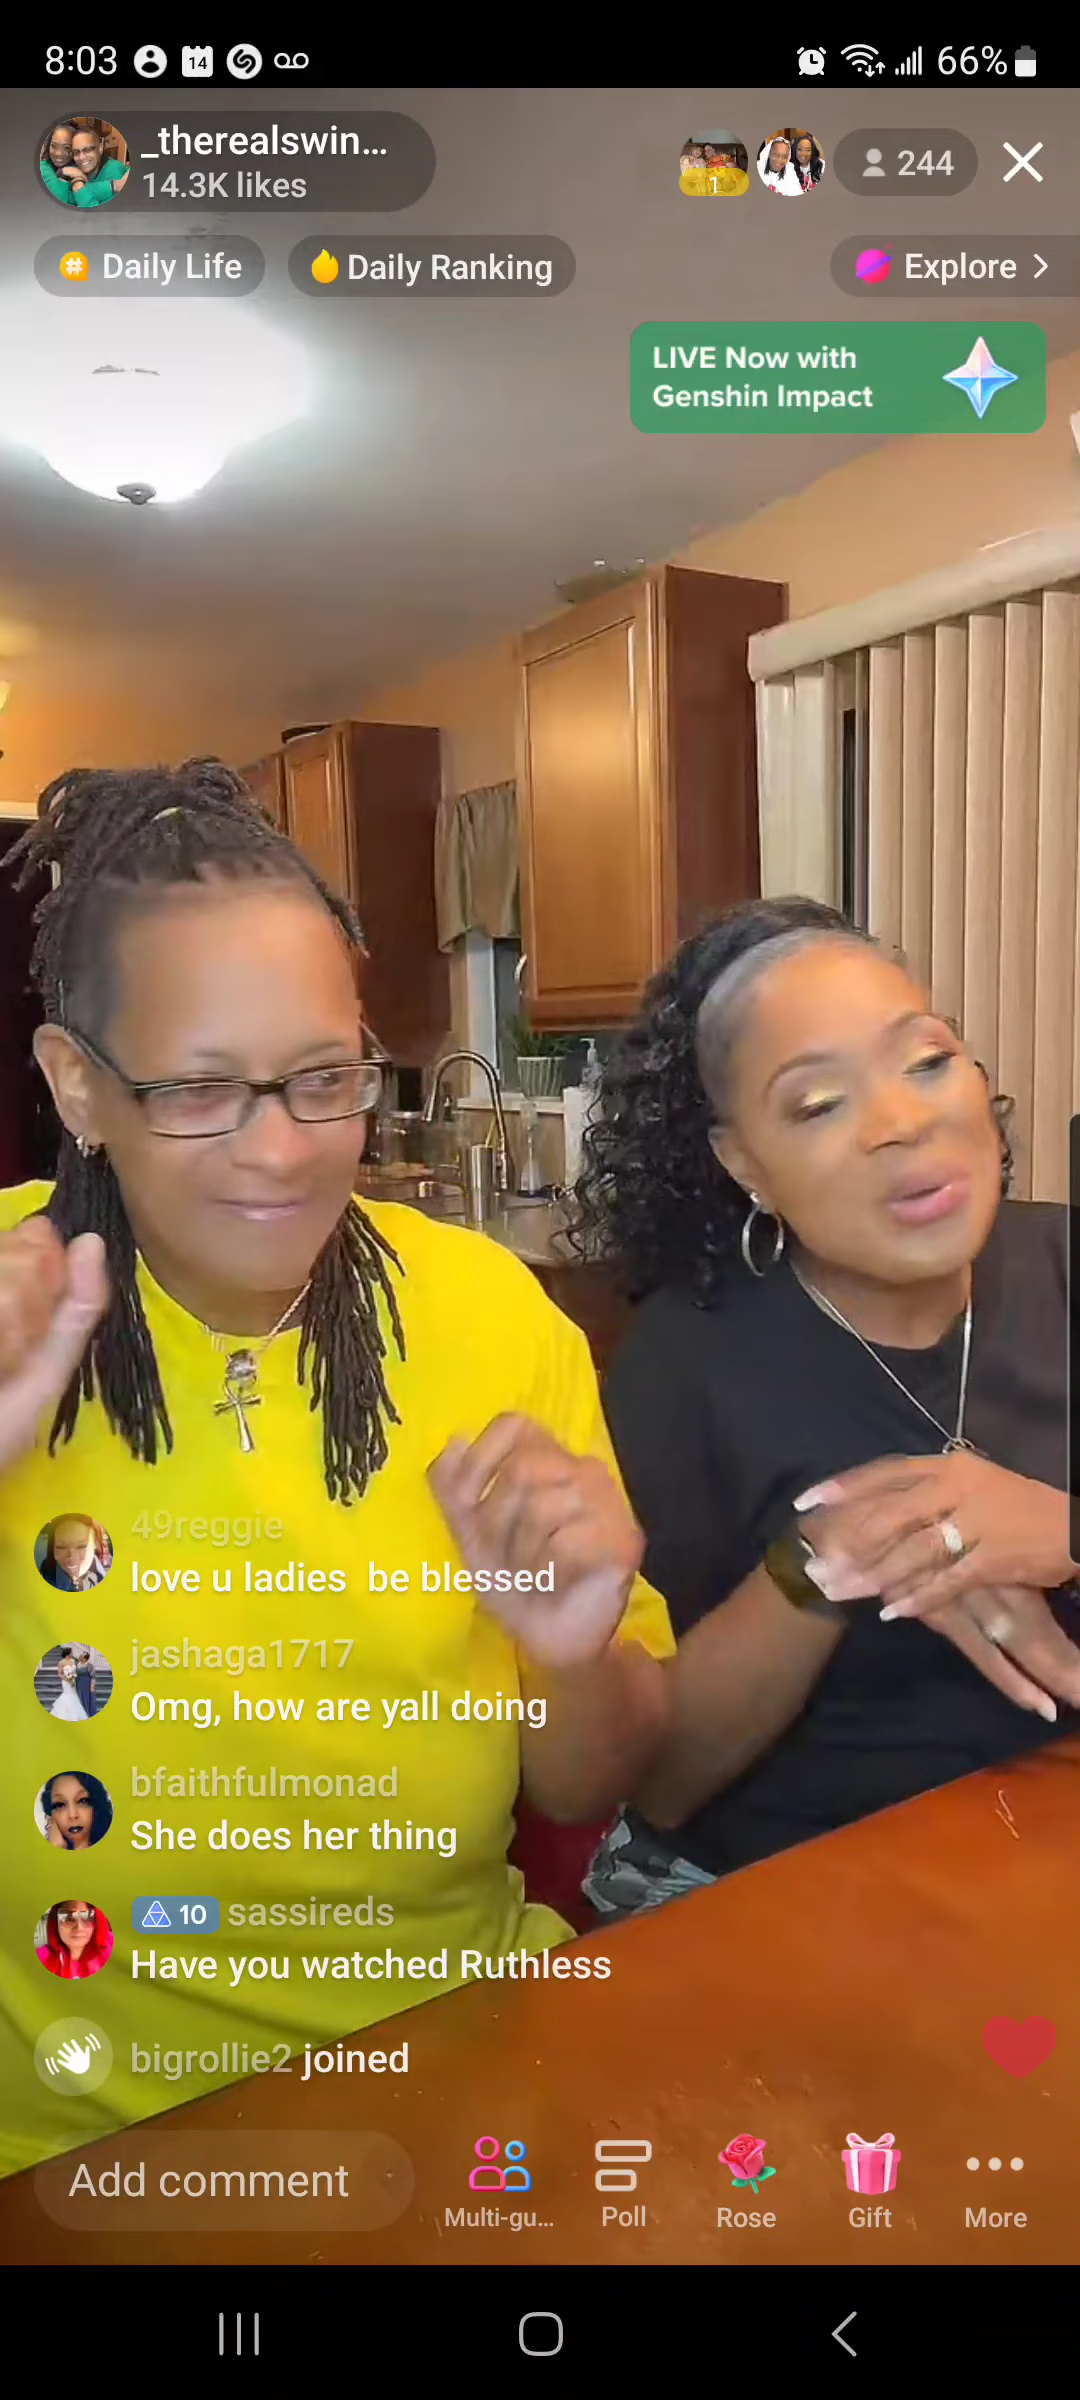 8:03 14 66%
_therealswin...
14.3K likes
1
244
Daily Life
Daily Ranking
Explore
LIVE Now with
Genshin Impact
49reggie
love u ladies be blessed
jashaga1717
Omg, how are yall doing
bfaithfulmonad
She does her thing
10 sassireds
Have you watched Ruthless
bigrollie2 joined
Add comment
Multi-gu...
Poll
Rose
Gift
More